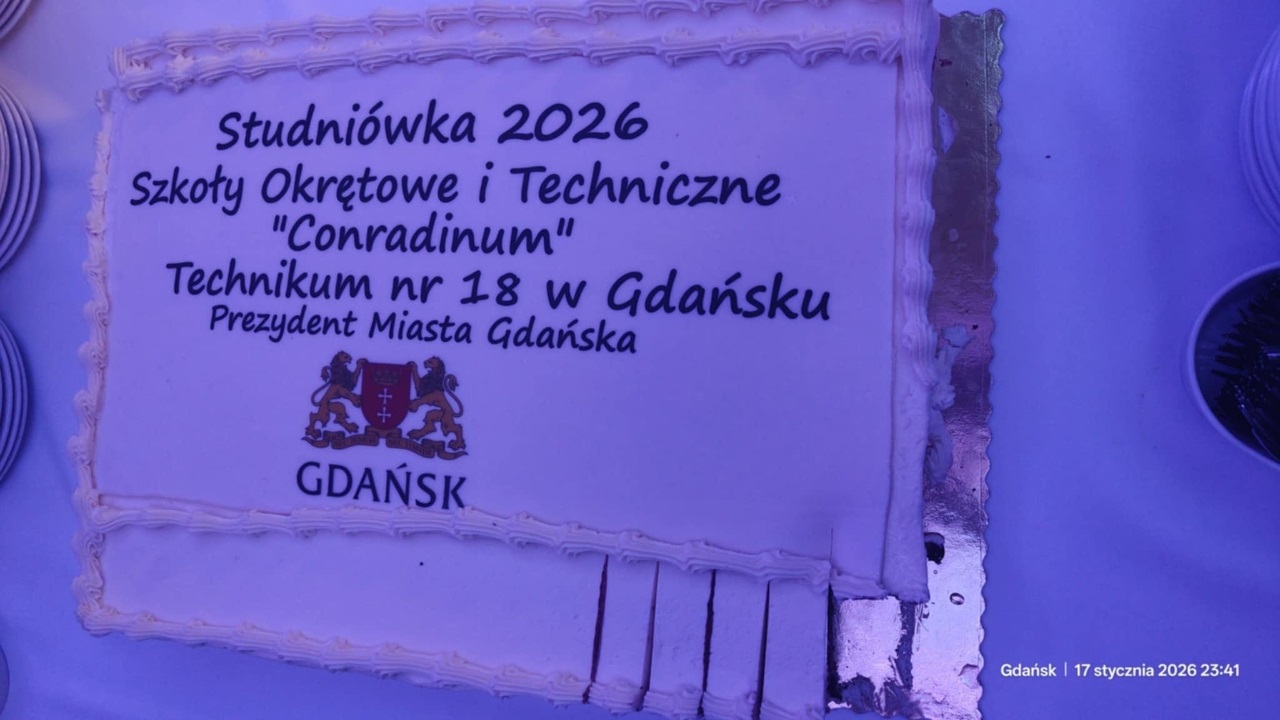 Studniówka 2026
Szkoły Okrętowe i Techniczne
"Conradinum"
Technikum nr 18 w Gdańsku
Prezydent Miasta Gdańska
GDAŃSK
Gdańsk | 17 stycznia 2026 23:41